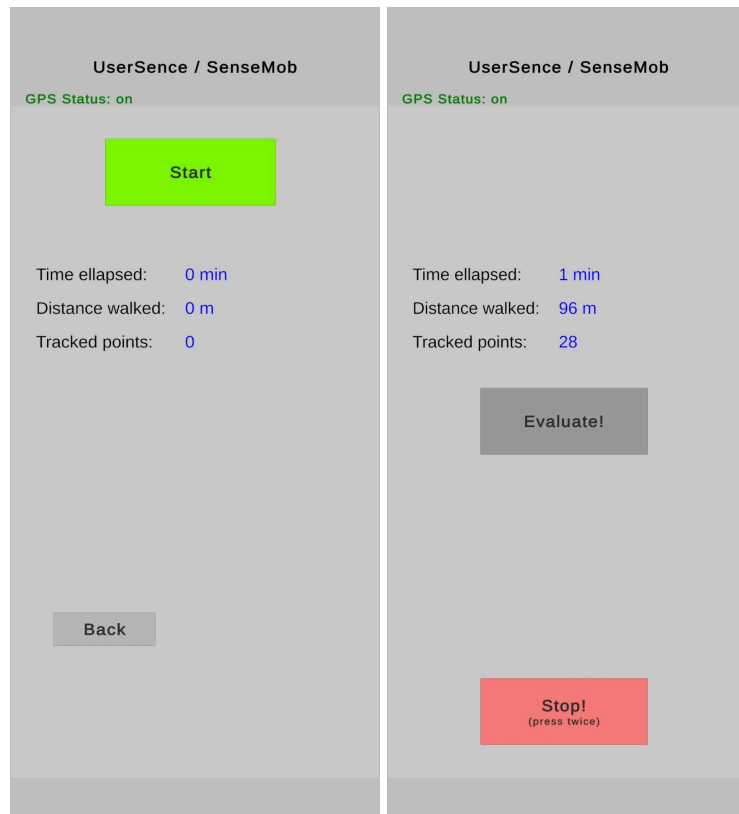 UserSence / SenseMob
GPS Status: on
Start
Time ellapsed: 0 min
Distance walked: 0 m
Tracked points: 0
Back
UserSence / SenseMob
GPS Status: on
Time ellapsed: 1 min
Distance walked: 96 m
Tracked points: 28
Evaluate!
Stop!
(press twice)